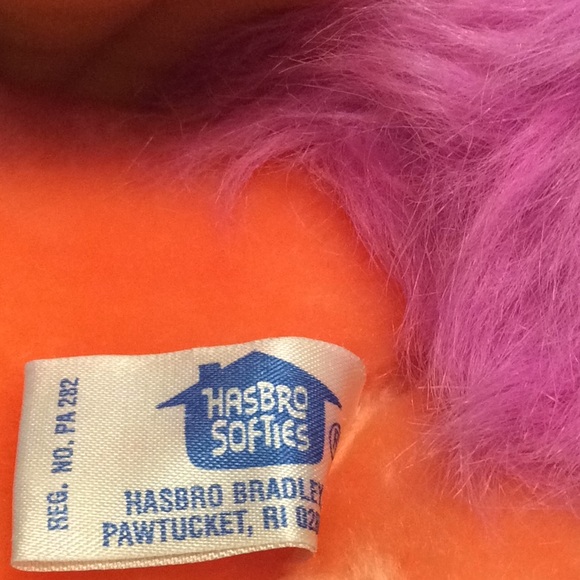 REG. NO. PA 282
HASBRO
SOFTIES
®
HASBRO BRADLEY
PAWTUCKET, RI